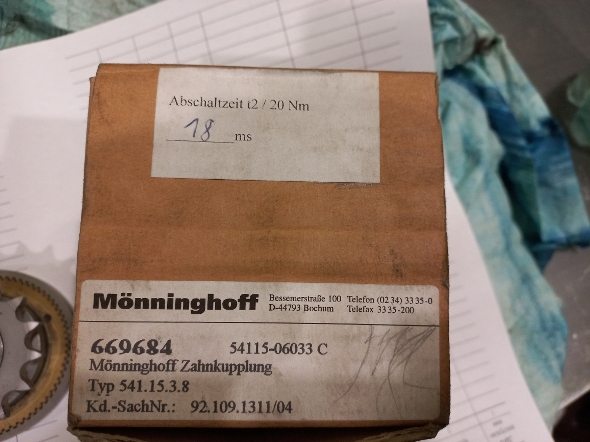 Abschaltzeit t2 / 20 Nm
18 ms
Mönninghoff Bessemerstraße 100 Telefon (02 34) 33 35-0
D-44793 Bochum Telefax 33 35-200
669684 54115-06033 C
Mönninghoff Zahnkupplung
Typ 541.15.3.8
Kd.-SachNr.: 92.109.1311/04